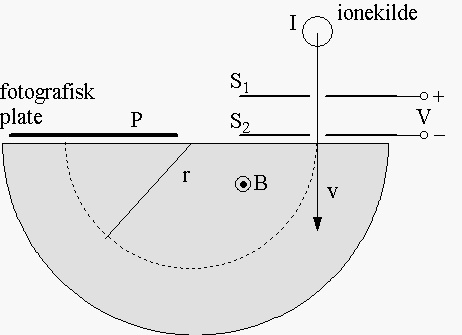 I ionekilde
S1
+
fotografisk
plate
P
S2
V
−
r
B
v